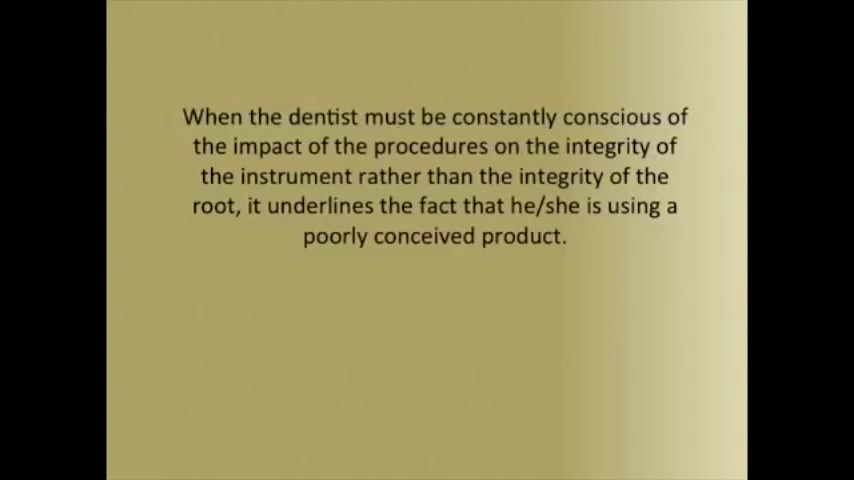 When the dentist must be constantly conscious of
the impact of the procedures on the integrity of
the instrument rather than the integrity of the
root, it underlines the fact that he/she is using a
poorly conceived product.